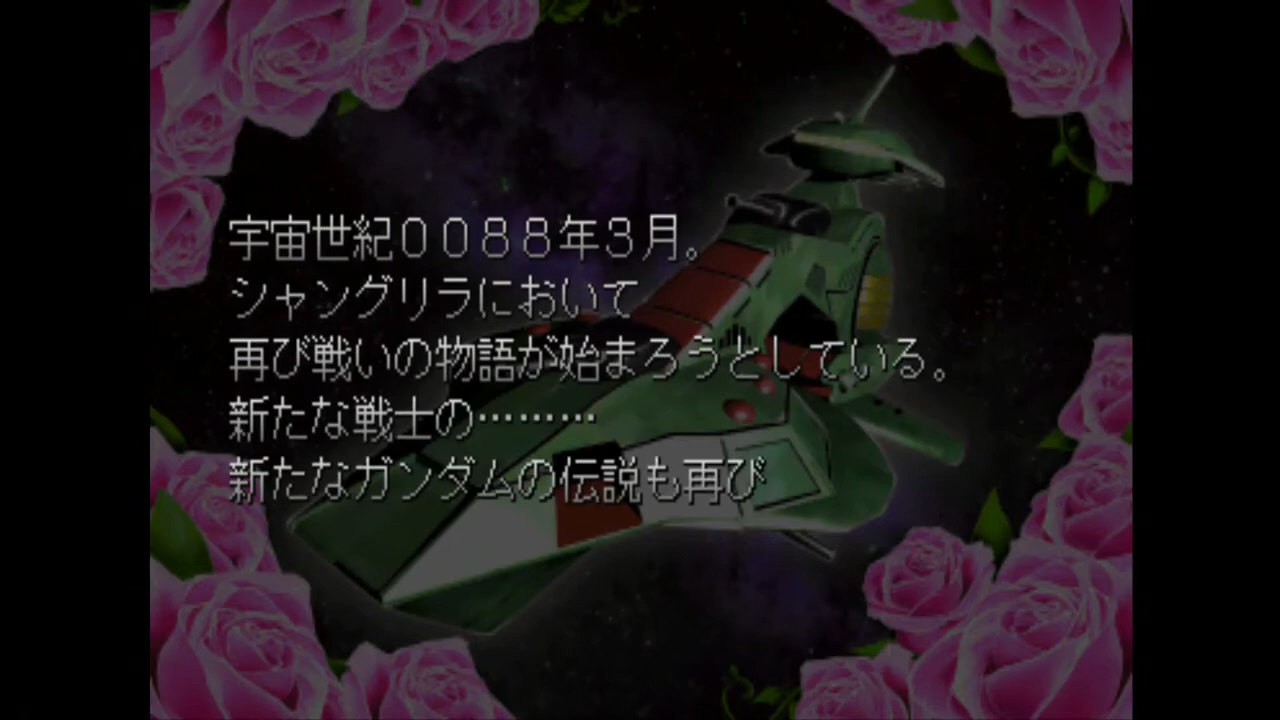 宇宙世紀００８８年３月。
シャングリラにおいて
再び戦いの物語が始まろうとしている。
新たな戦士の………
新たなガンダムの伝説も再び